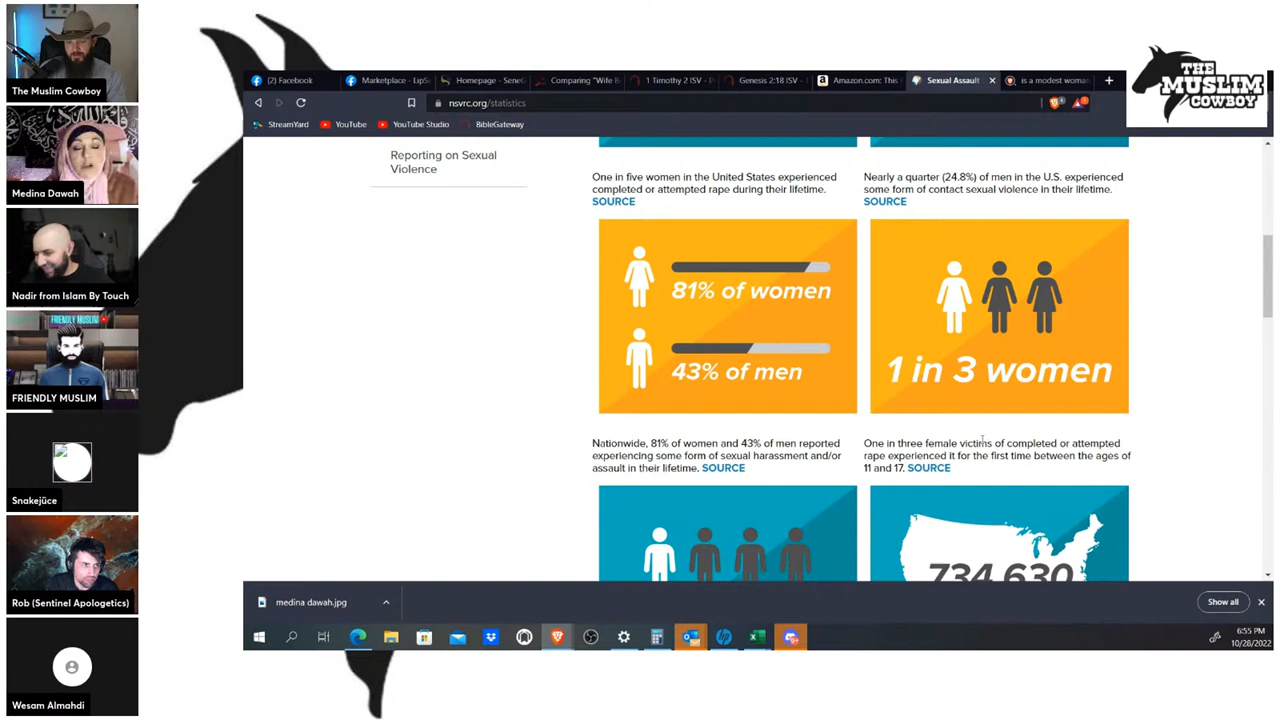 The Muslim Cowboy
Medina Dawah
Nadir from Islam By Touch
FRIENDLY MUSLIM
FRIENDLY MUSLIM
Snakejüce
Rob (Sentinel Apologetics)
Wesam Almahdi
(2) Facebook
Marketplace - LipSe
Homepage - SeneG
Comparing "Wife Be
1 Timothy 2 ISV -
Genesis 2:18 ISV -
Amazon.com: This
Sexual Assault
is a modest woman
nsvrc.org/statistics
StreamYard
YouTube
YouTube Studio
BibleGateway
THE
MUSLIM
COWBOY
Reporting on Sexual
Violence
One in five women in the United States experienced
completed or attempted rape during their lifetime.
SOURCE
Nearly a quarter (24.8%) of men in the U.S. experienced
some form of contact sexual violence in their lifetime.
SOURCE
81% of women
43% of men
1 in 3 women
Nationwide, 81% of women and 43% of men reported
experiencing some form of sexual harassment and/or
assault in their lifetime. SOURCE
One in three female victims of completed or attempted
rape experienced it for the first time between the ages of
11 and 17. SOURCE
734,630
medina dawah.jpg
Show all
6:55 PM
10/28/2022